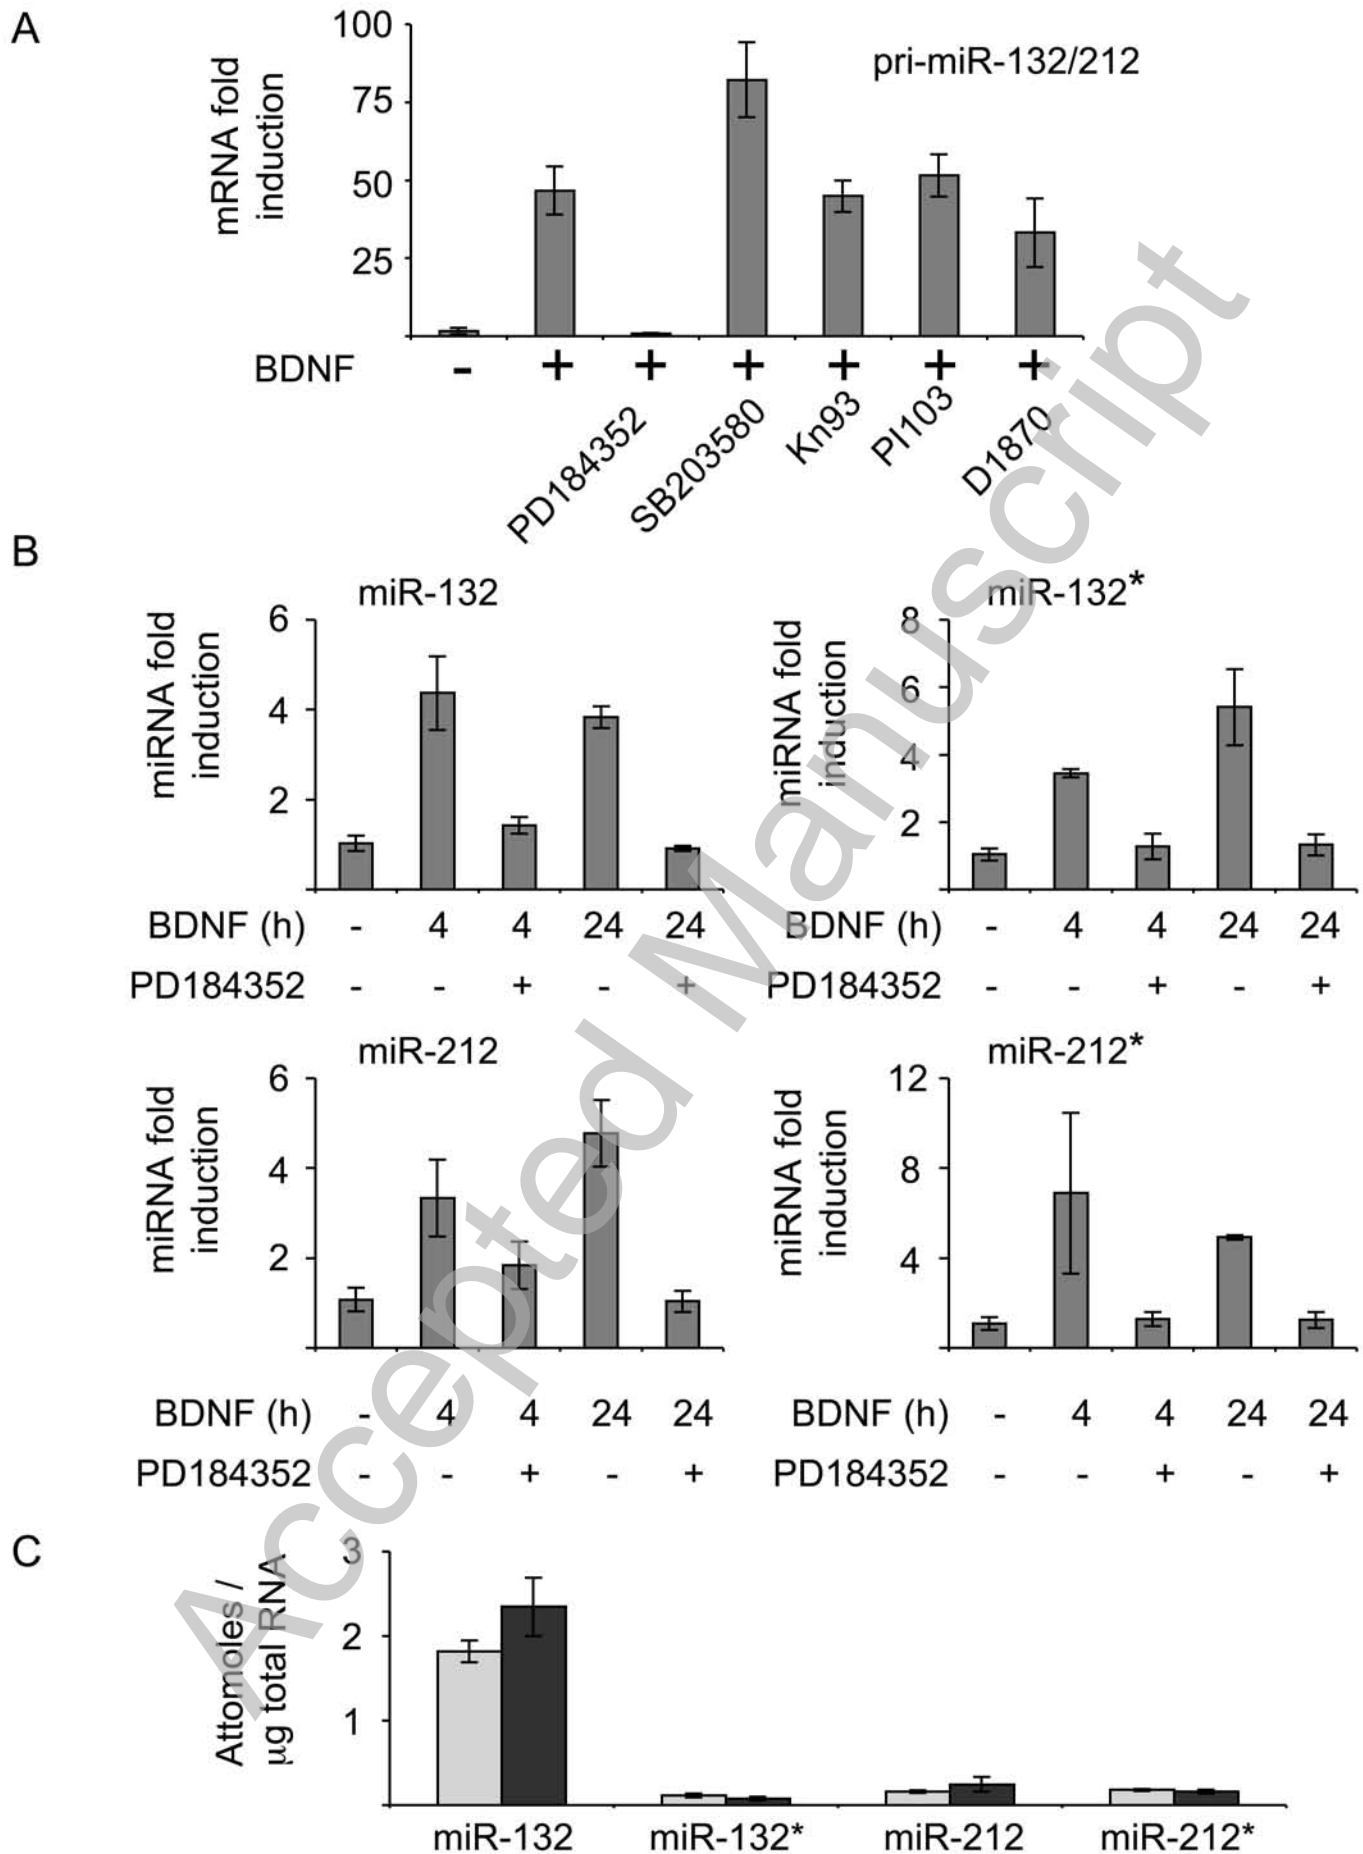 A
100
75
50
25
mRNA fold
induction
pri-miR-132/212
BDNF - + + + + + +
PD184352 SB203580 Kn93 PI103 D1870
B
miR-132
6
4
2
miRNA fold
induction
BDNF (h) - 4 4 24 24
PD184352 - - + - +
miR-132*
8
6
4
2
miRNA fold
induction
BDNF (h) - 4 4 24 24
PD184352 - - + - +
miR-212
6
4
2
miRNA fold
induction
BDNF (h) - 4 4 24 24
PD184352 - - + - +
miR-212*
12
8
4
miRNA fold
induction
BDNF (h) - 4 4 24 24
PD184352 - - + - +
C
3
2
1
Attomoles /
µg total RNA
miR-132 miR-132* miR-212 miR-212*
Accepted Manuscript